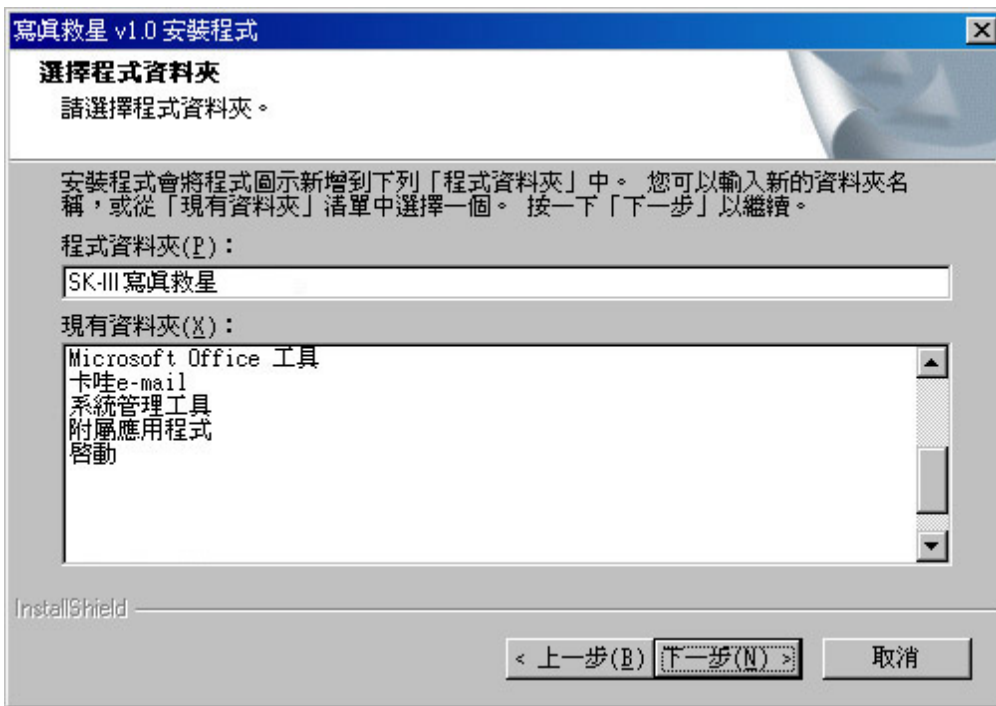 寫眞救星 v1.0 安裝程式
選擇程式資料夾
請選擇程式資料夾。
安裝程式會將程式圖示新增到下列「程式資料夾」中。 您可以輸入新的資料夾名
稱，或從「現有資料夾」清單中選擇一個。 按一下「下一步」以繼續。
程式資料夾(P)：
SK-III 寫眞救星
現有資料夾(X)：
Microsoft Office 工具
卡哇e-mail
系統管理工具
附屬應用程式
啓動
InstallShield
< 上一步(B) 下一步(N) > 取消